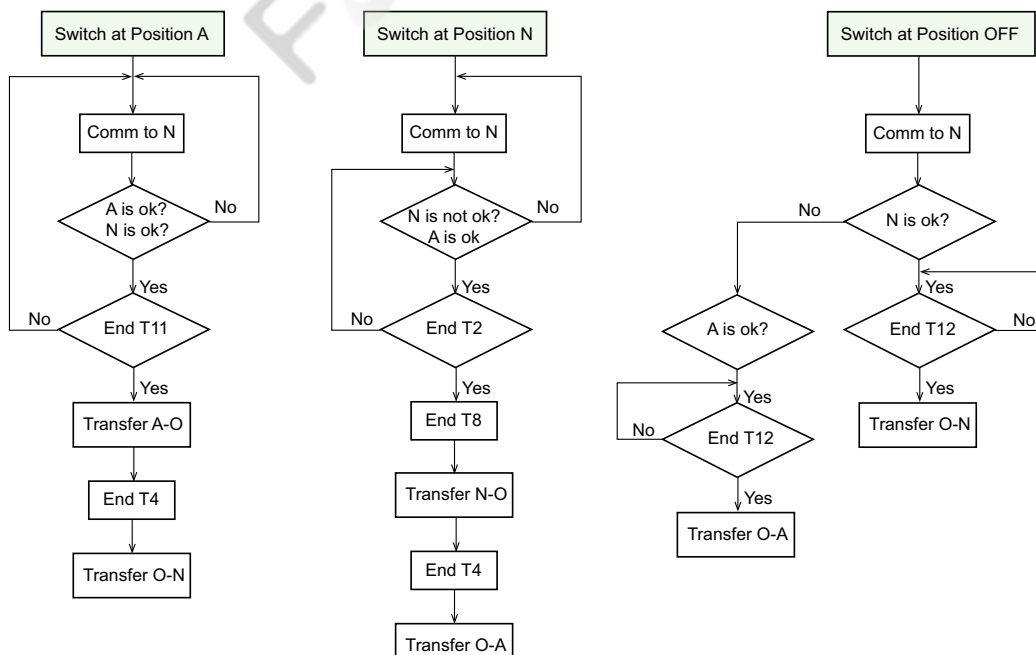 Switch at Position A
Comm to N
A is ok?
N is ok?
No
Yes
End T11
No
Yes
Transfer A-O
End T4
Transfer O-N
Switch at Position N
Comm to N
N is not ok?
A is ok
No
Yes
End T2
No
Yes
End T8
Transfer N-O
End T4
Transfer O-A
Switch at Position OFF
Comm to N
N is ok?
No
Yes
End T12
No
Yes
Transfer O-N
A is ok?
Yes
End T12
No
Yes
Transfer O-A